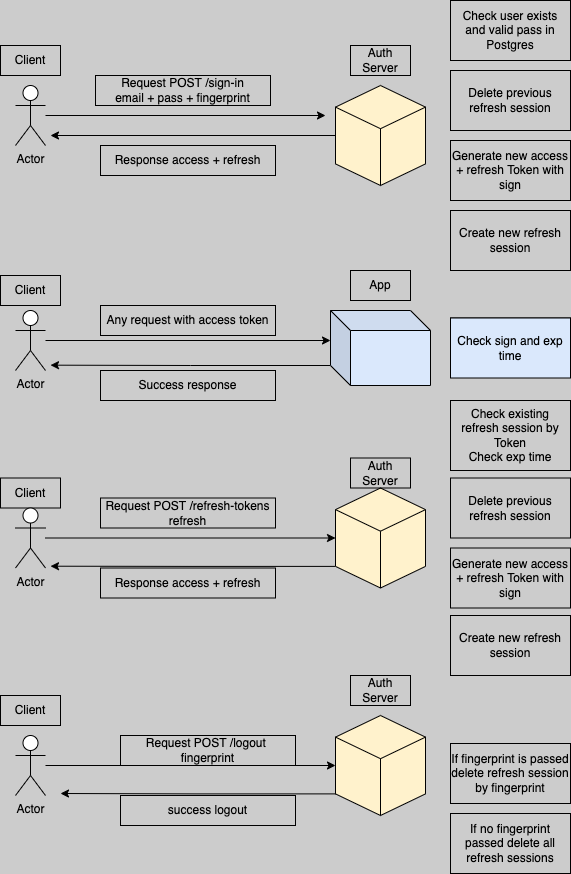 Check user exists
and valid pass in
Postgres
Client
Auth
Server
Request POST /sign-in
email + pass + fingerprint
Delete previous
refresh session
Actor
Response access + refresh
Generate new access
+ refresh Token with
sign
Create new refresh
session
Client
App
Any request with access token
Check sign and exp
time
Actor
Success response
Check existing
refresh session by
Token
Check exp time
Client
Auth
Server
Request POST /refresh-tokens
refresh
Delete previous
refresh session
Actor
Response access + refresh
Generate new access
+ refresh Token with
sign
Create new refresh
session
Client
Auth
Server
Request POST /logout
fingerprint
If fingerprint is passed
delete refresh session
by fingerprint
Actor
success logout
If no fingerprint
passed delete all
refresh sessions